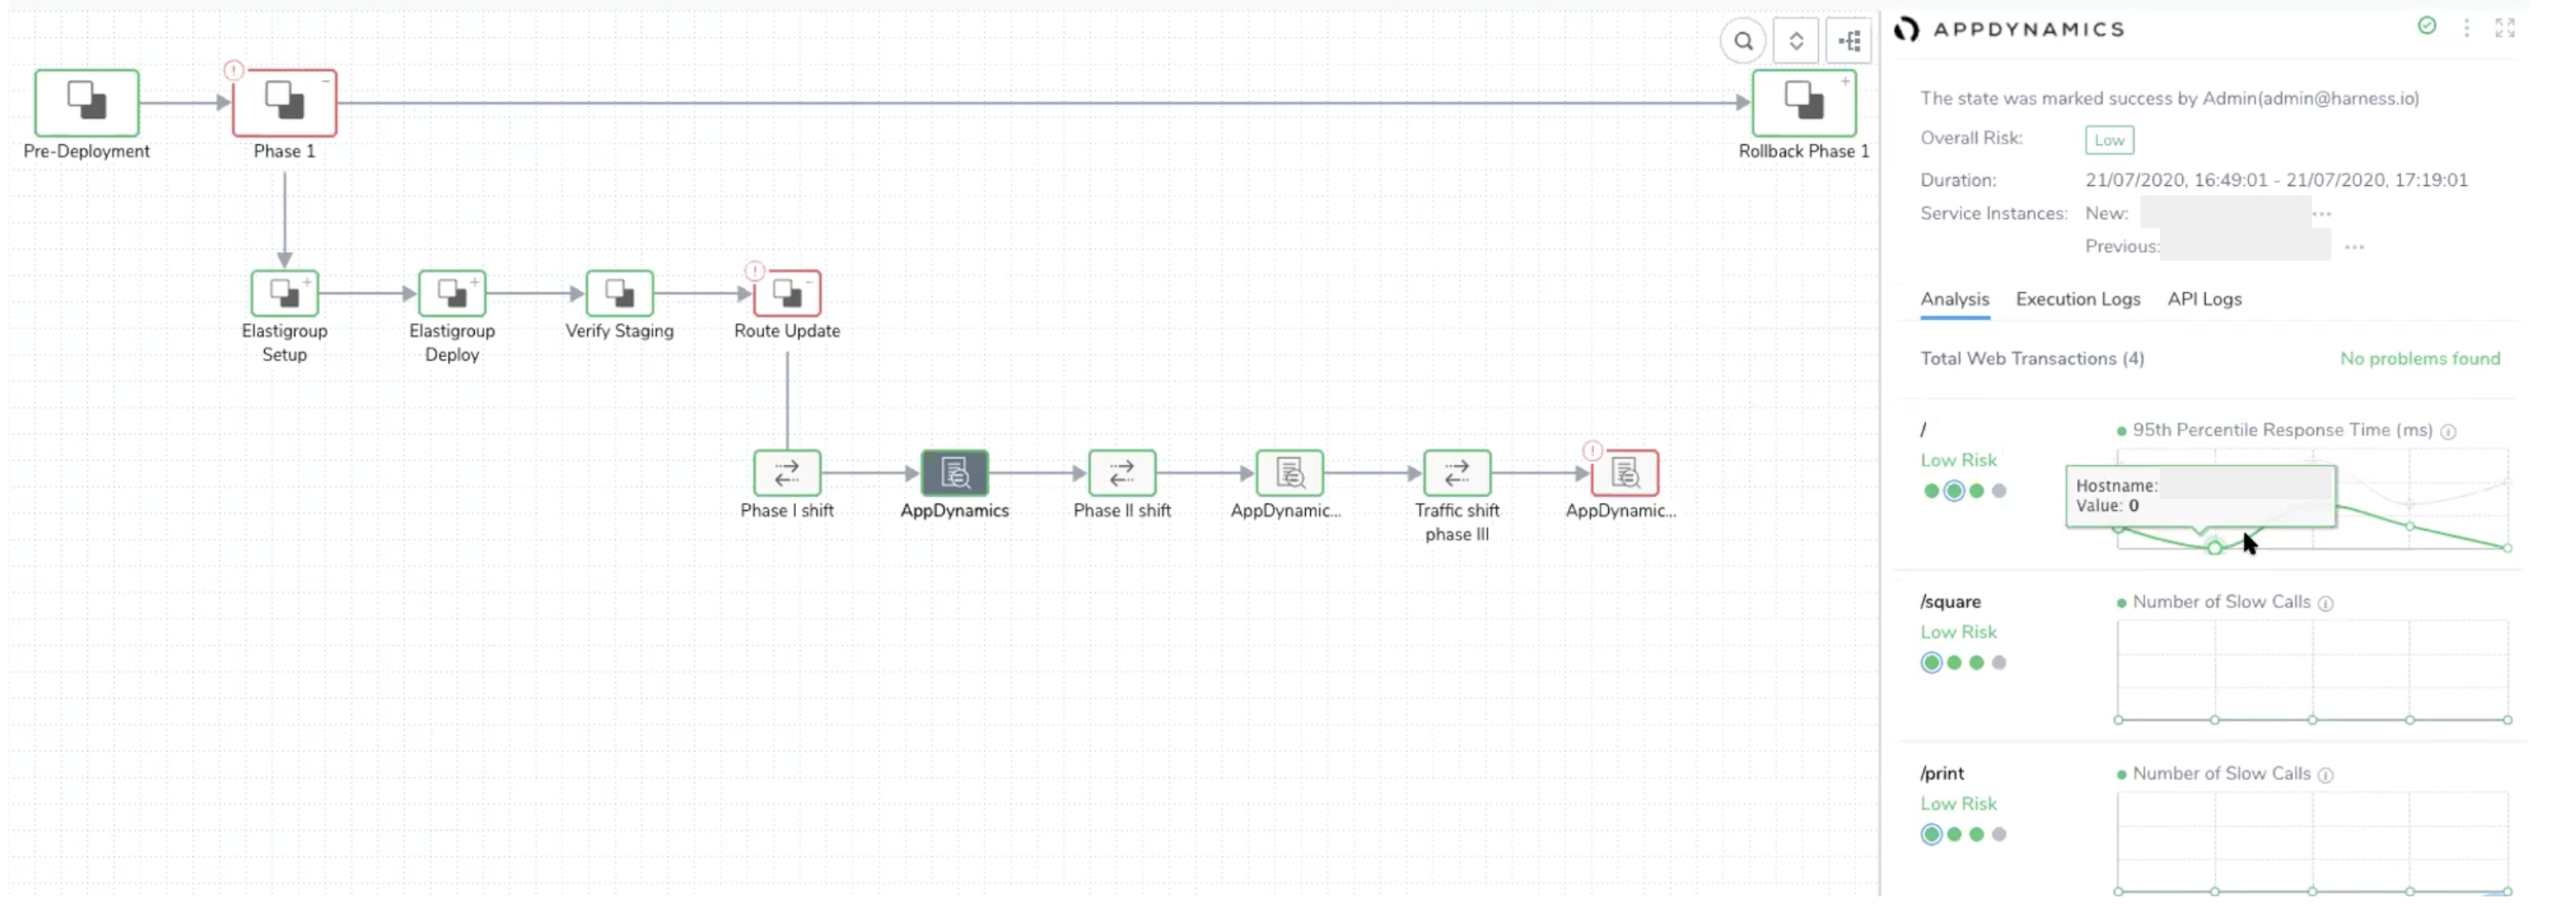 Pre-Deployment
Phase 1
Rollback Phase 1
Elastigroup
Setup
Elastigroup
Deploy
Verify Staging
Route Update
Phase I shift
AppDynamics
Phase II shift
AppDynamic...
Traffic shift
phase III
AppDynamic...
APPDYNAMICS
The state was marked success by Admin(admin@harness.io)
Overall Risk: Low
Duration: 21/07/2020, 16:49:01 - 21/07/2020, 17:19:01
Service Instances: New: ...
Previous: ...
Analysis Execution Logs API Logs
Total Web Transactions (4) No problems found
/ 95th Percentile Response Time (ms)
Low Risk
Hostname:
Value: 0
/square Number of Slow Calls
Low Risk
/print Number of Slow Calls
Low Risk